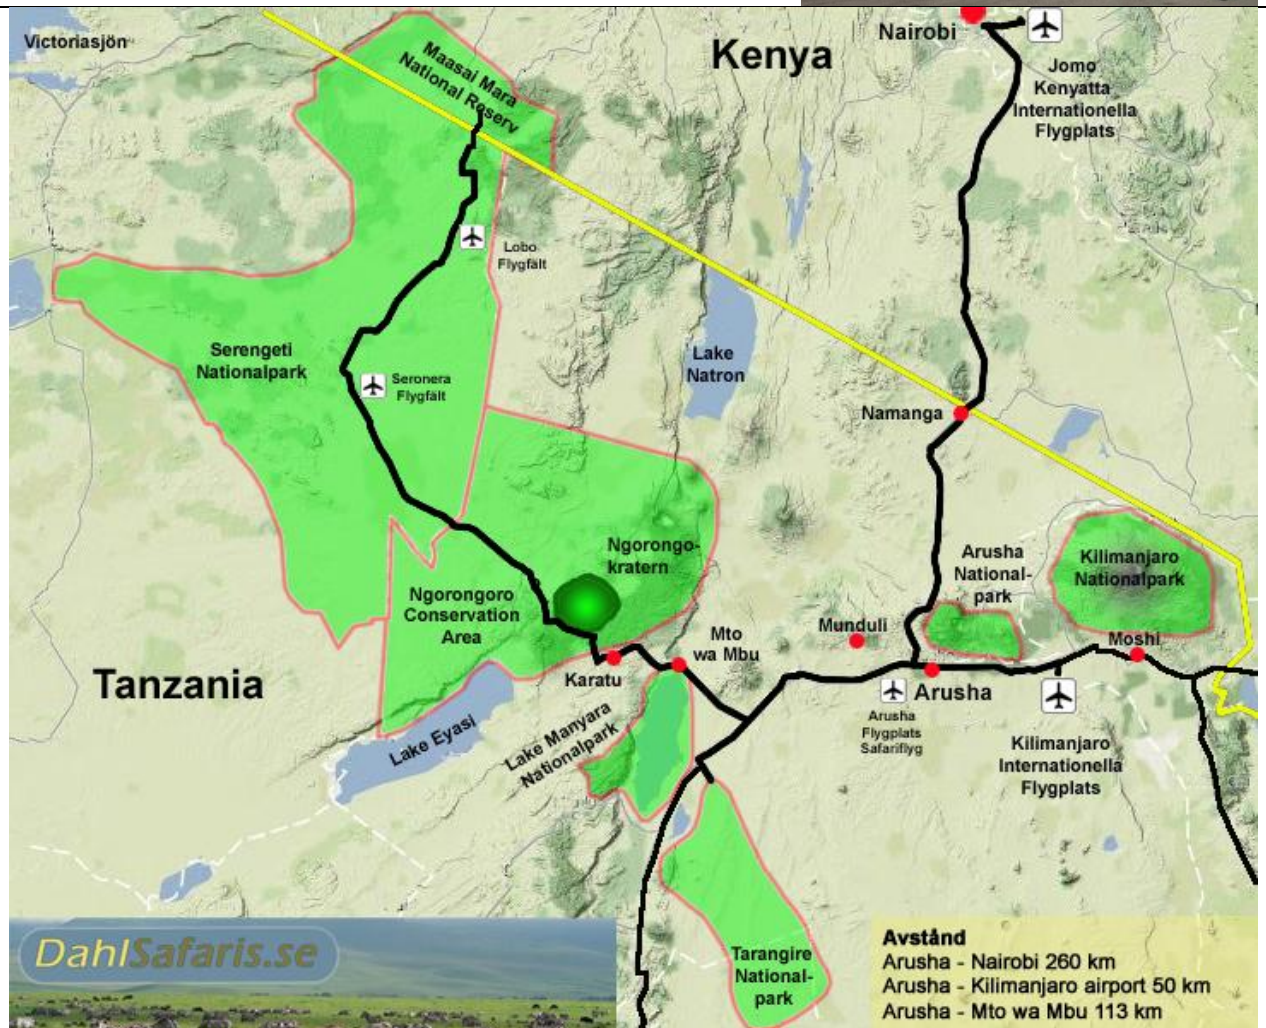 Victoriasjön
Maasai Mara
National Reserv
Kenya
Nairobi
Jomo
Kenyatta
Internationella
Flygplats
Lobo
Flygfält
Serengeti
Nationalpark
Seronera
Flygfält
Lake
Natron
Namanga
Ngorongo-
kratern
Arusha
National-
park
Kilimanjaro
Nationalpark
Ngorongoro
Conservation
Area
Mto
wa Mbu
Munduli
Moshi
Tanzania
Karatu
Arusha
Lake Eyasi
Lake Manyara
Nationalpark
Arusha
Flygplats
Safariflyg
Kilimanjaro
Internationella
Flygplats
Tarangire
National-
park
DahlSafaris.se
Avstånd
Arusha - Nairobi 260 km
Arusha - Kilimanjaro airport 50 km
Arusha - Mto wa Mbu 113 km